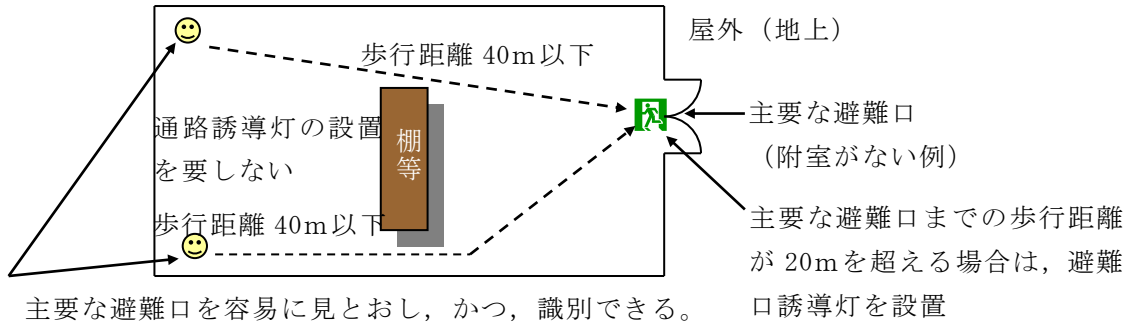 屋外（地上）
歩行距離 40m以下
主要な避難口
（附室がない例）
通路誘導灯の設置
を要しない
棚等
歩行距離 40m以下
主要な避難口までの歩行距離
が 20mを超える場合は，避難
口誘導灯を設置
主要な避難口を容易に見とおし，かつ，識別できる。